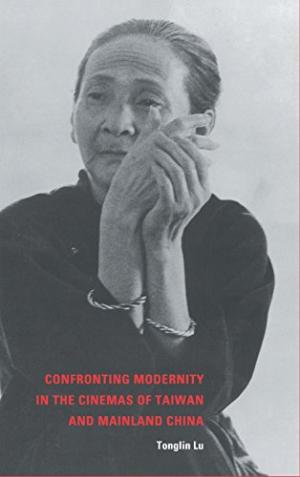 CONFRONTING MODERNITY
IN THE CINEMAS OF TAIWAN
AND MAINLAND CHINA
Tonglin Lu